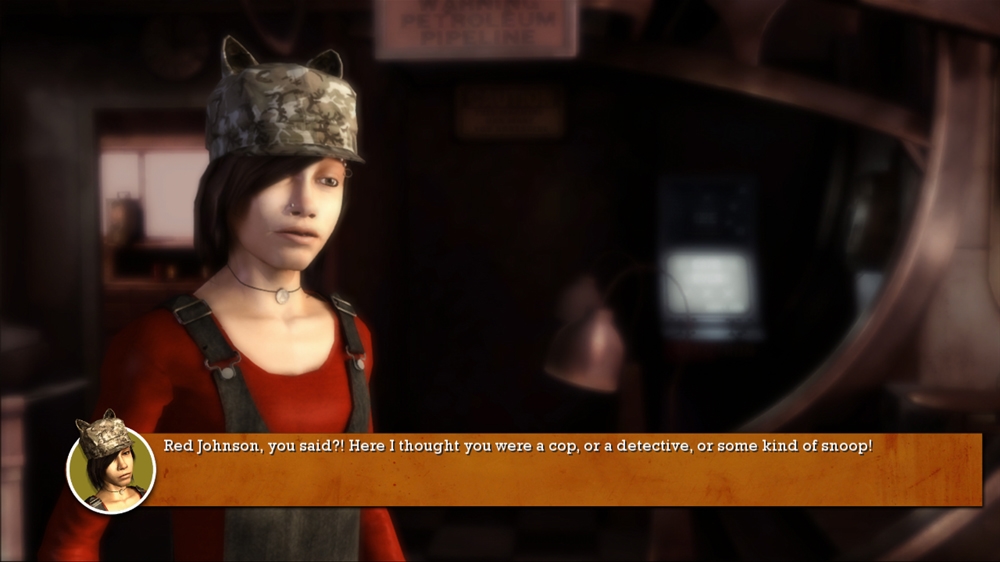 WARNING
PETROLEUM
PIPELINE
Red Johnson, you said?! Here I thought you were a cop, or a detective, or some kind of snoop!